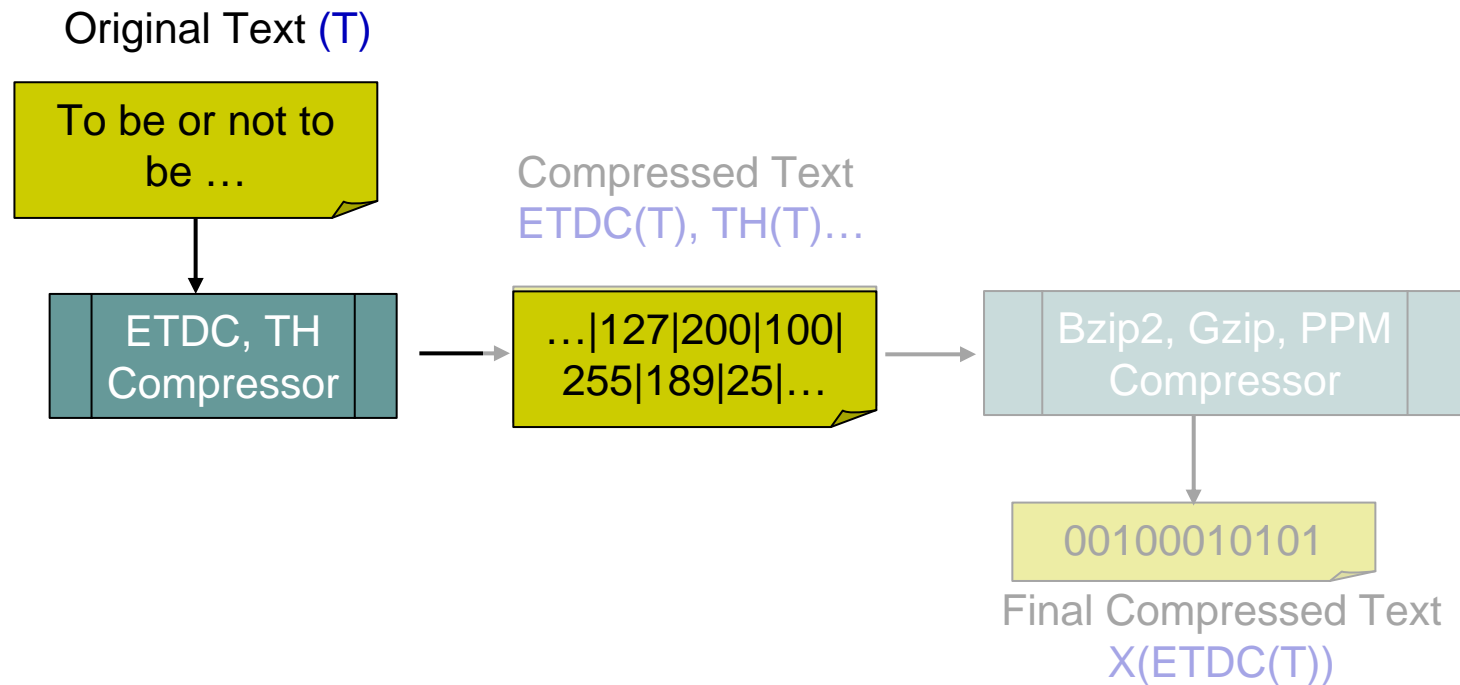 Original Text (T)
To be or not to
be …
ETDC, TH
Compressor
Compressed Text
ETDC(T), TH(T)…
…|127|200|100|
255|189|25|…
Bzip2, Gzip, PPM
Compressor
00100010101
Final Compressed Text
X(ETDC(T))